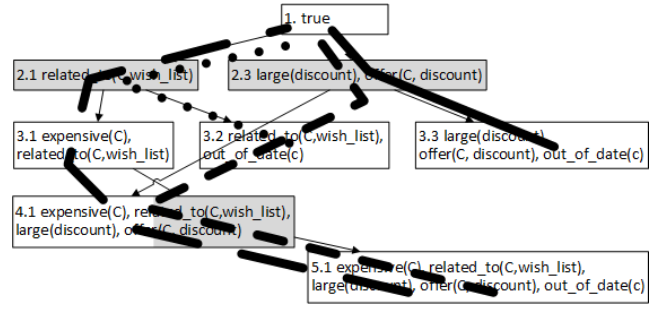 1. true
2.1 related_to(C,wish_list)
2.3 large(discount), offer(C, discount)
3.1 expensive(C),
related_to(C,wish_list)
3.2 related_to(C,wish_list),
out_of_date(c)
3.3 large(discount)
offer(C, discount), out_of_date(c)
4.1 expensive(C), related_to(C,wish_list),
large(discount), offer(C, discount)
5.1 expensive(C), related_to(C,wish_list),
large(discount), offer(C, discount), out_of_date(c)